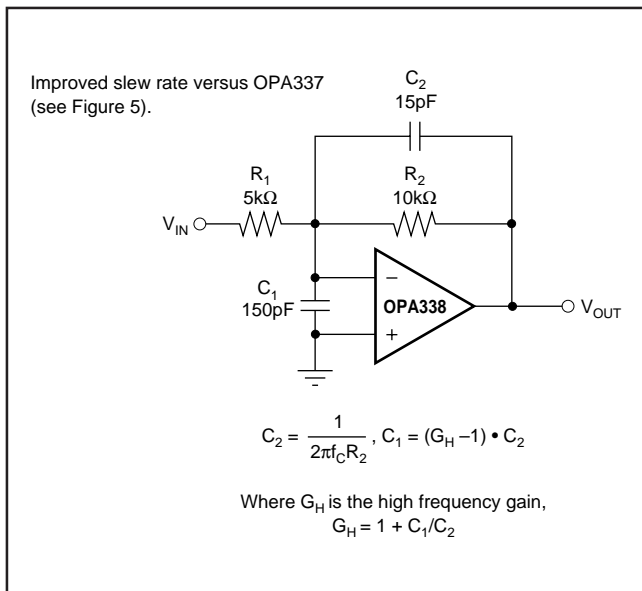 Improved slew rate versus OPA337
(see Figure 5).
C2
15pF
R1
5kΩ
R2
10kΩ
VIN
C1
150pF
–
OPA338
+
VOUT
C2 = 1/2πfCR2 , C1 = (GH –1) • C2
Where GH is the high frequency gain,
GH = 1 + C1/C2